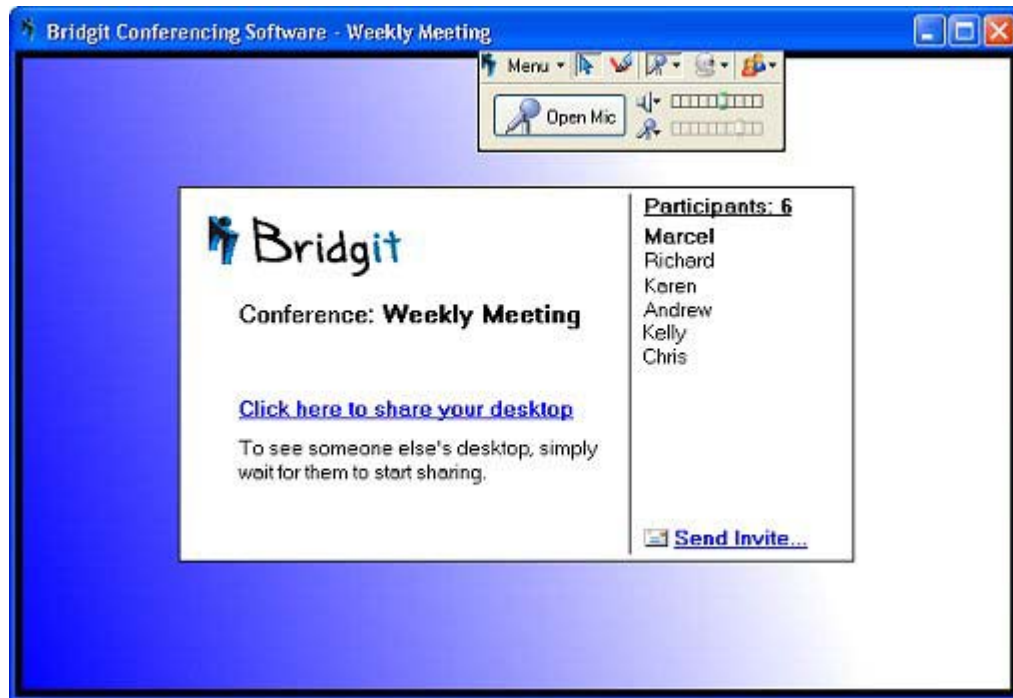 Bridgit Conferencing Software - Weekly Meeting
Menu
Open Mic
Bridgit
Conference: Weekly Meeting
Click here to share your desktop
To see someone else's desktop, simply
wait for them to start sharing.
Participants: 6
Marcel
Richard
Karen
Andrew
Kelly
Chris
Send Invite...